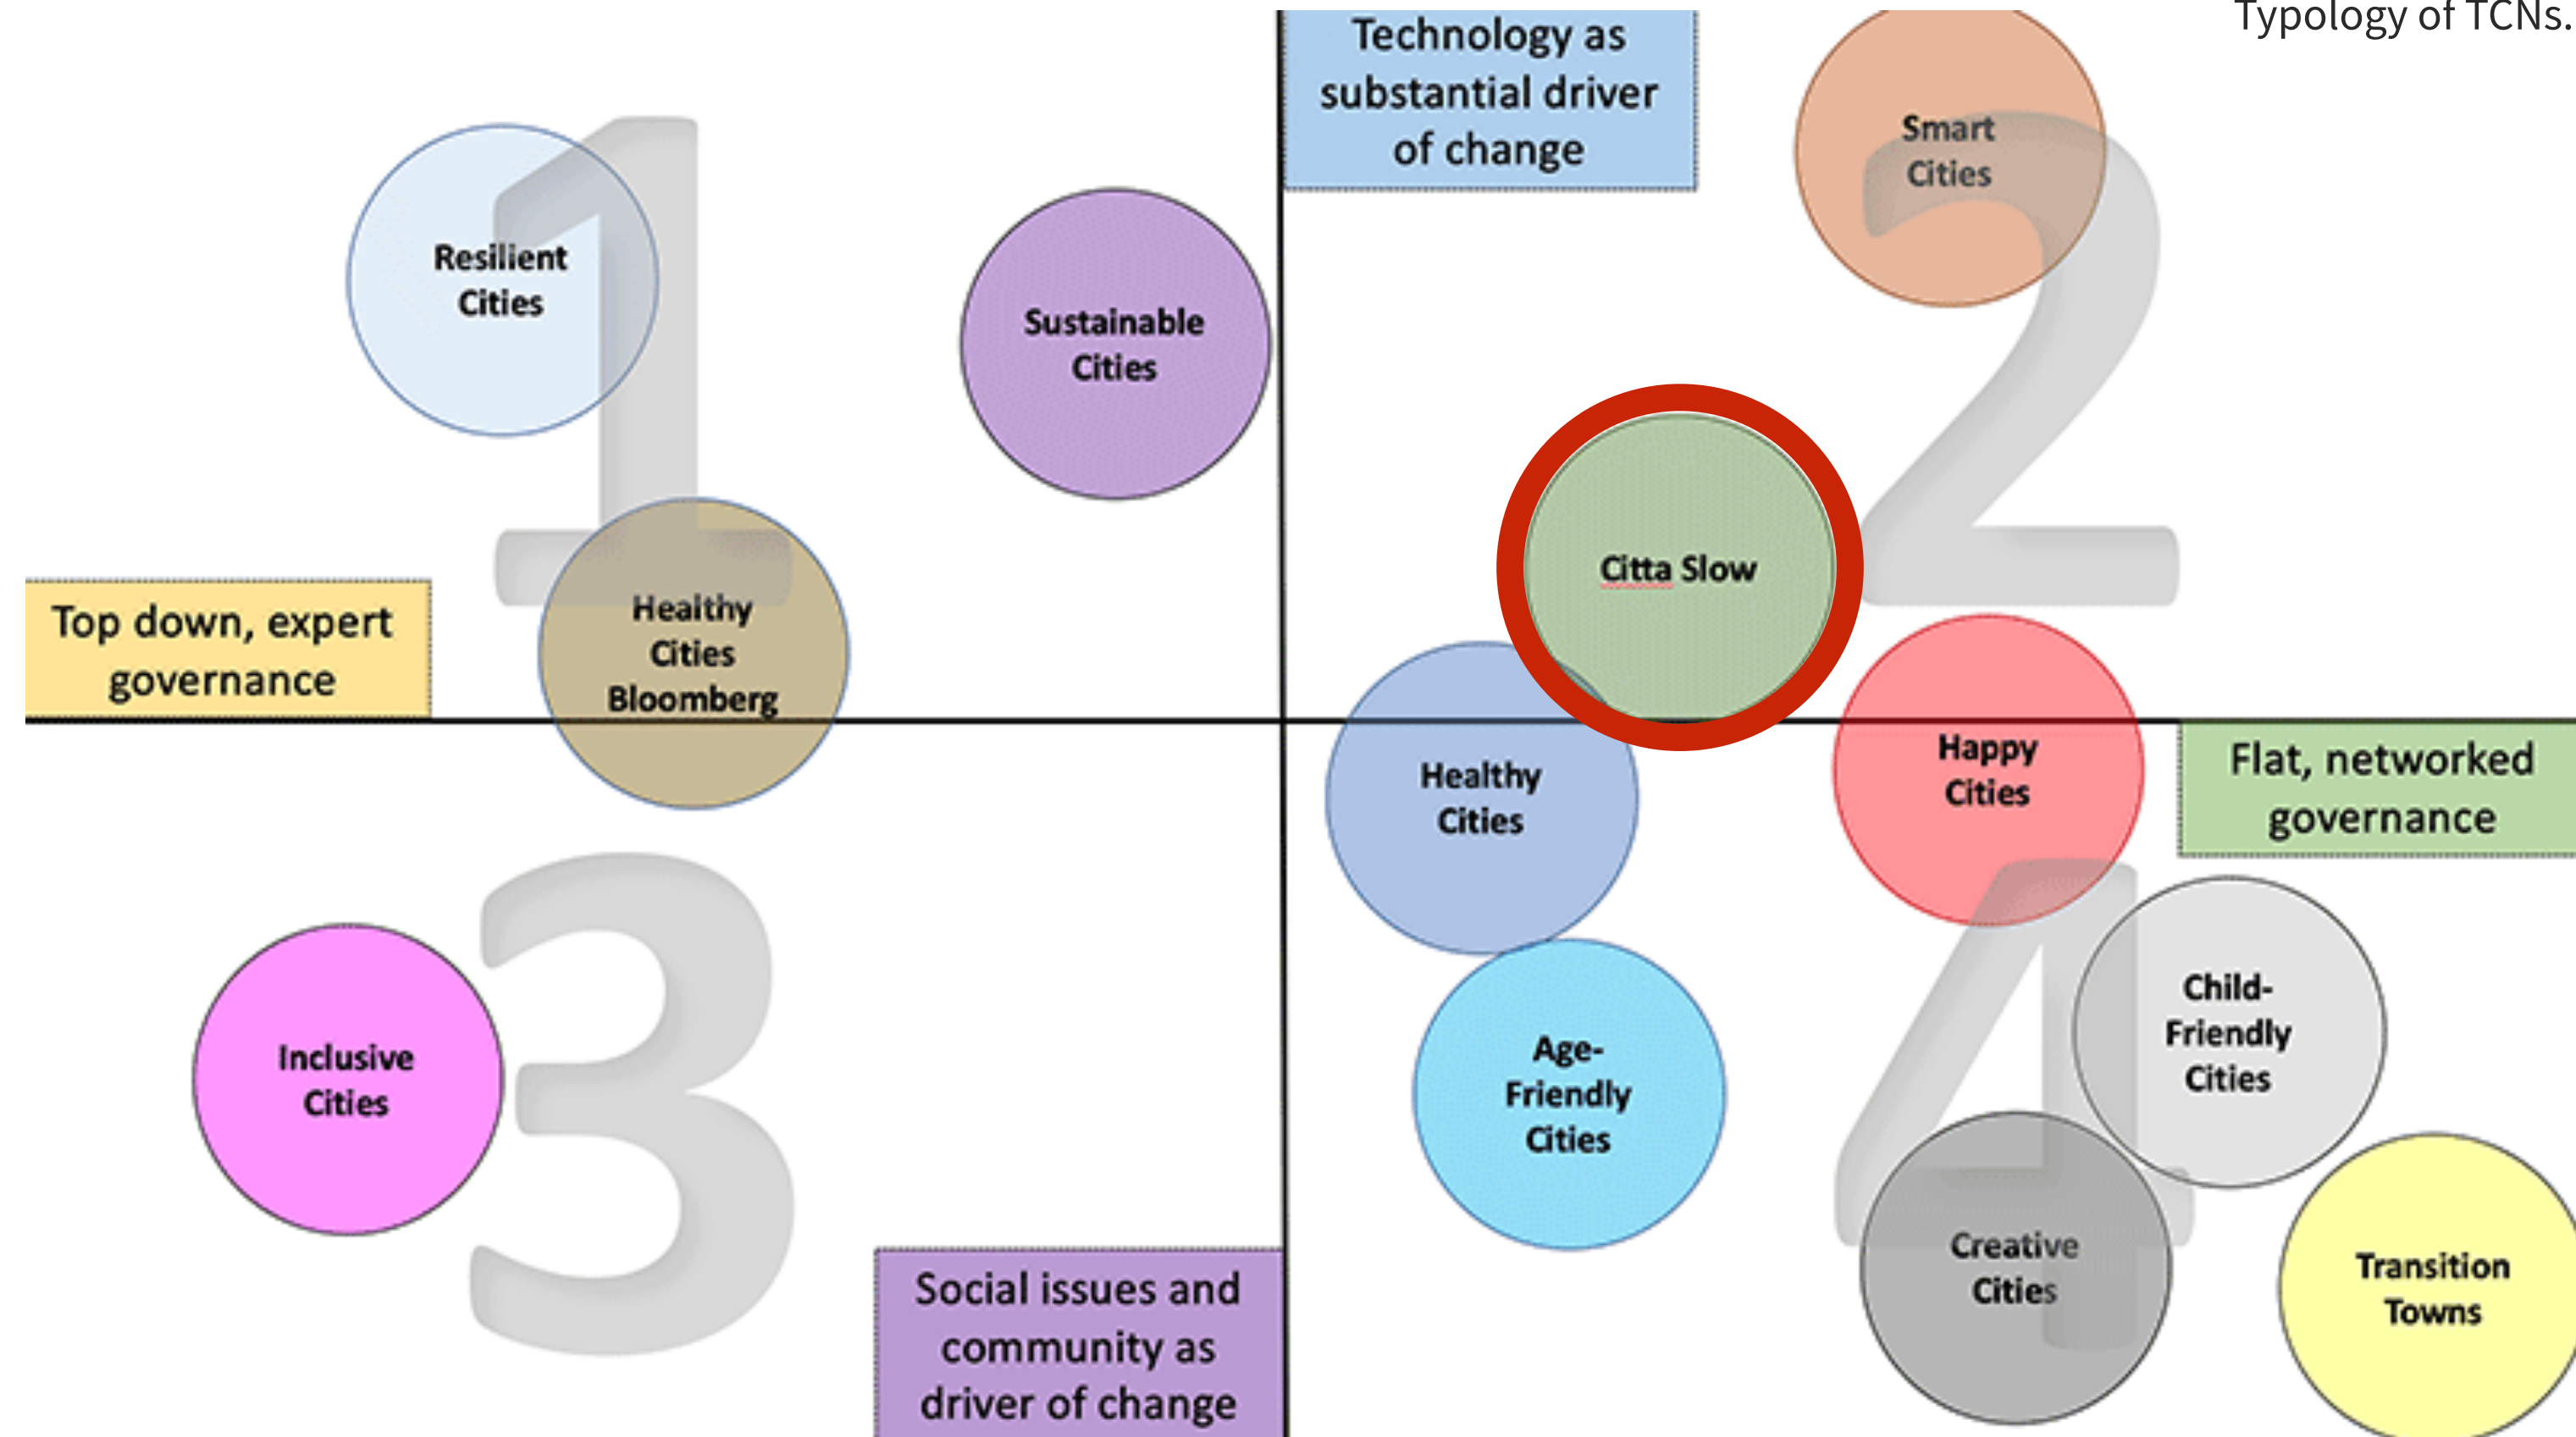 Typology of TCNs.
Technology as
substantial driver
of change
Smart
Cities
1
2
Resilient
Cities
Sustainable
Cities
Citta Slow
Top down, expert
governance
Healthy
Cities
Bloomberg
Healthy
Cities
Happy
Cities
Flat, networked
governance
3
4
Inclusive
Cities
Age-
Friendly
Cities
Child-
Friendly
Cities
Creative
Cities
Transition
Towns
Social issues and
community as
driver of change